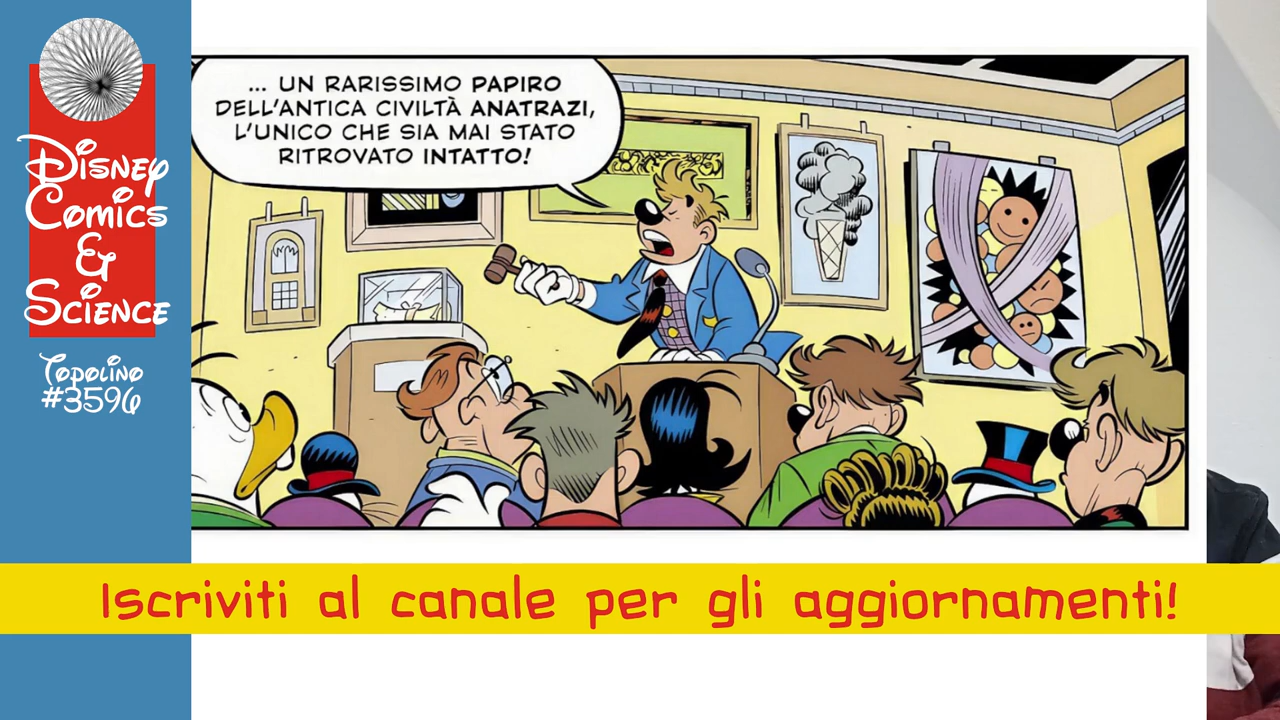 Disney
Comics
&
Science
Topolino
#3596
... UN RARISSIMO PAPIRO
DELL'ANTICA CIVILTÀ ANATRAZI,
L'UNICO CHE SIA MAI STATO
RITROVATO INTATTO!
Iscriviti al canale per gli aggiornamenti!